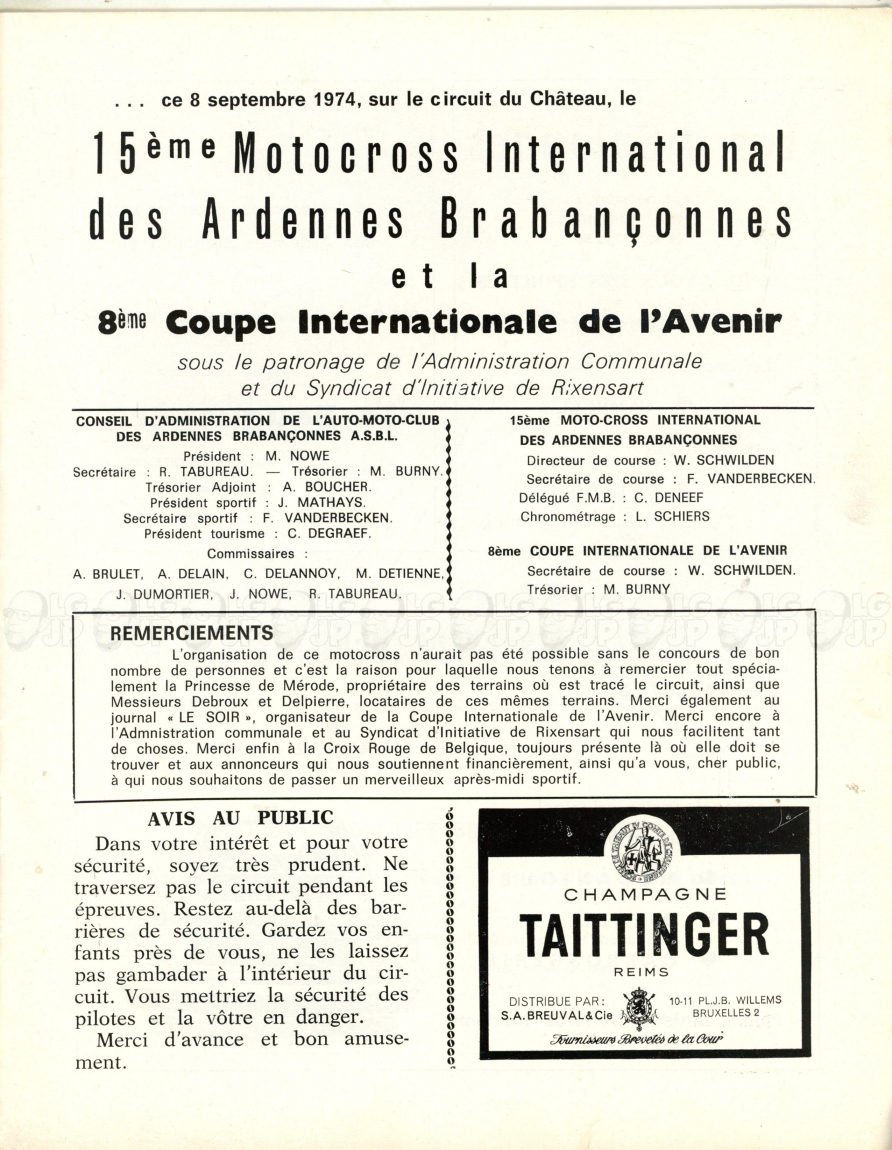 ... ce 8 septembre 1974, sur le circuit du Château, le
15ème Motocross International
des Ardennes Brabançonnes
et la
8ème Coupe Internationale de l'Avenir
sous le patronage de l'Administration Communale
et du Syndicat d'Initiative de Rixensart
CONSEIL D'ADMINISTRATION DE L'AUTO-MOTO-CLUB
DES ARDENNES BRABANÇONNES A.S.B.L.
Président : M. NOWE
Secrétaire : R. TABUREAU. — Trésorier : M. BURNY.
Trésorier Adjoint : A. BOUCHER.
Président sportif : J. MATHAYS.
Secrétaire sportif : F. VANDERBECKEN.
Président tourisme : C. DEGRAEF.
Commissaires :
A. BRULET, A. DELAIN, C. DELANNOY, M. DETIENNE,
J. DUMORTIER, J. NOWE, R. TABUREAU.
15ème MOTO-CROSS INTERNATIONAL
DES ARDENNES BRABANÇONNES
Directeur de course : W. SCHWILDEN
Secrétaire de course : F. VANDERBECKEN.
Délégué F.M.B. : C. DENEEF
Chronométrage : L. SCHIERS
8ème COUPE INTERNATIONALE DE L'AVENIR
Secrétaire de course : W. SCHWILDEN.
Trésorier : M. BURNY
REMERCIEMENTS
L'organisation de ce motocross n'aurait pas été possible sans le concours de bon
nombre de personnes et c'est la raison pour laquelle nous tenons à remercier tout spécia-
lement la Princesse de Mérode, propriétaire des terrains où est tracé le circuit, ainsi que
Messieurs Debroux et Delpierre, locataires de ces mêmes terrains. Merci également au
journal « LE SOIR », organisateur de la Coupe Internationale de l'Avenir. Merci encore à
l'Admnistration communale et au Syndicat d'Initiative de Rixensart qui nous facilitent tant
de choses. Merci enfin à la Croix Rouge de Belgique, toujours présente là où elle doit se
trouver et aux annonceurs qui nous soutiennent financièrement, ainsi qu'a vous, cher public,
à qui nous souhaitons de passer un merveilleux après-midi sportif.
AVIS AU PUBLIC
Dans votre intérêt et pour votre
sécurité, soyez très prudent. Ne
traversez pas le circuit pendant les
épreuves. Restez au-delà des bar-
rières de sécurité. Gardez vos en-
fants près de vous, ne les laissez
pas gambader à l'intérieur du cir-
cuit. Vous mettriez la sécurité des
pilotes et la vôtre en danger.
Merci d'avance et bon amuse-
ment.
CHAMPAGNE
TAITTINGER
REIMS
DISTRIBUE PAR :
S.A. BREUVAL & Cie
10-11 PL.J.B. WILLEMS
BRUXELLES 2
Fournisseurs Brevetés de la Cour
LG JP